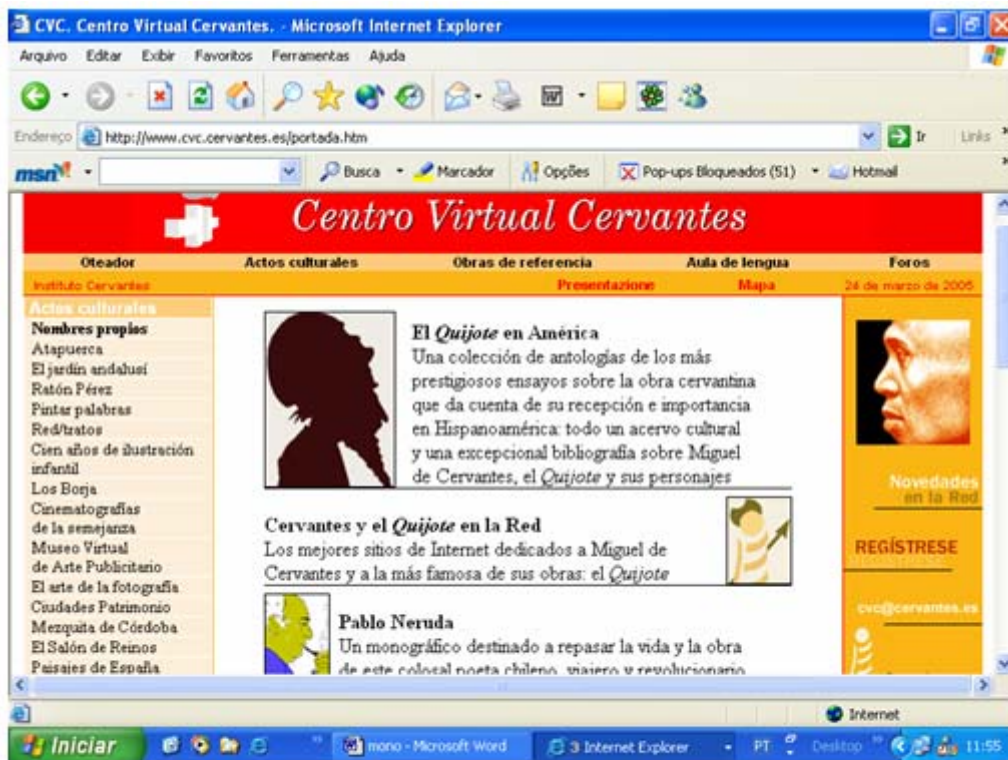 CVC. Centro Virtual Cervantes. - Microsoft Internet Explorer
Arquivo Editar Exibir Favoritos Ferramentas Ajuda
Endereço http://www.cvc.cervantes.es/portada.htm Ir Links
msn Busca Marcador Opções Pop-ups Bloqueados (51) Hotmail
Centro Virtual Cervantes
Oteador Actos culturales Obras de referencia Aula de lengua Foros
Instituto Cervantes Presentazione Mapa 24 de marzo de 2005
Actos culturales
Nombres propios
Atapuerca
El jardín andalusí
Ratón Pérez
Pintar palabras
Red/tratos
Cien años de ilustración
infantil
Los Borja
Cinematografías
de la semejanza
Museo Virtual
de Arte Publicitario
El arte de la fotografía
Ciudades Patrimonio
Mezquita de Córdoba
El Salón de Reinos
Paisajes de España
El Quijote en América
Una colección de antologías de los más
prestigiosos ensayos sobre la obra cervantina
que da cuenta de su recepción e importancia
en Hispanoamérica: todo un acervo cultural
y una excepcional bibliografía sobre Miguel
de Cervantes, el Quijote y sus personajes
Cervantes y el Quijote en la Red
Los mejores sitios de Internet dedicados a Miguel de
Cervantes y a la más famosa de sus obras: el Quijote
Pablo Neruda
Un monográfico destinado a repasar la vida y la obra
de este colosal poeta chileno, viajero y revolucionario
Novedades
en la Red
REGÍSTRESE
cvc@cervantes.es
Internet
Iniciar mono - Microsoft Word 3 Internet Explorer PT Desktop 11:55